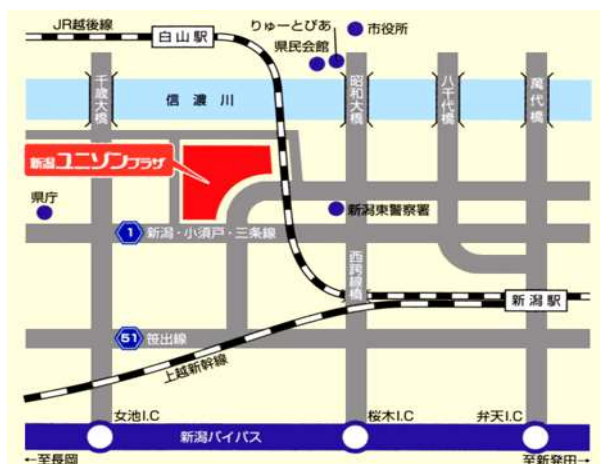 JR越後線
白山駅
りゅーとぴあ
県民会館
市役所
千歳大橋
信濃川
昭和大橋
八千代橋
萬代橋
新潟ユニゾンプラザ
県庁
新潟東警察署
1 新潟・小須戸・三条線
西跨線橋
新潟駅
51 笹出線
上越新幹線
女池I.C
桜木I.C
弁天I.C
新潟バイパス
←至長岡
至新発田→